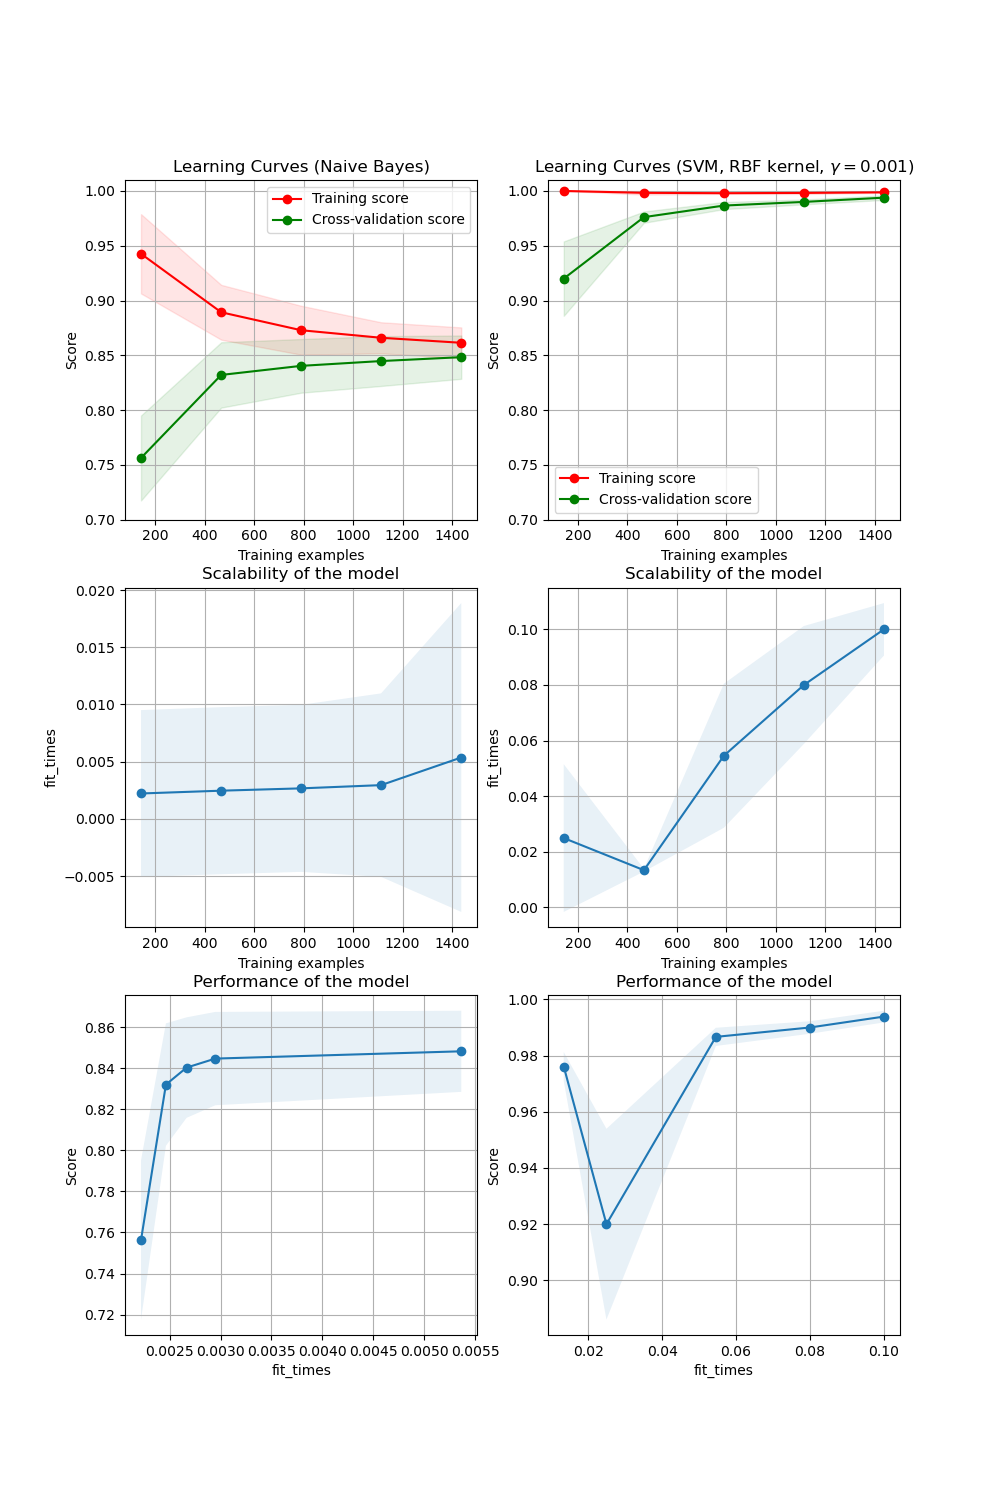 Learning Curves (Naive Bayes)
1.00
0.95
0.90
0.85
0.80
0.75
0.70
Score
Training score
Cross-validation score
200 400 600 800 1000 1200 1400
Training examples
Learning Curves (SVM, RBF kernel, γ = 0.001)
1.00
0.95
0.90
0.85
0.80
0.75
0.70
Score
Training score
Cross-validation score
200 400 600 800 1000 1200 1400
Training examples
Scalability of the model
0.020
0.015
0.010
0.005
0.000
−0.005
fit_times
200 400 600 800 1000 1200 1400
Training examples
Scalability of the model
0.10
0.08
0.06
0.04
0.02
0.00
fit_times
200 400 600 800 1000 1200 1400
Training examples
Performance of the model
0.86
0.84
0.82
0.80
0.78
0.76
0.74
0.72
Score
0.0025 0.0030 0.0035 0.0040 0.0045 0.0050 0.0055
fit_times
Performance of the model
1.00
0.98
0.96
0.94
0.92
0.90
Score
0.02 0.04 0.06 0.08 0.10
fit_times